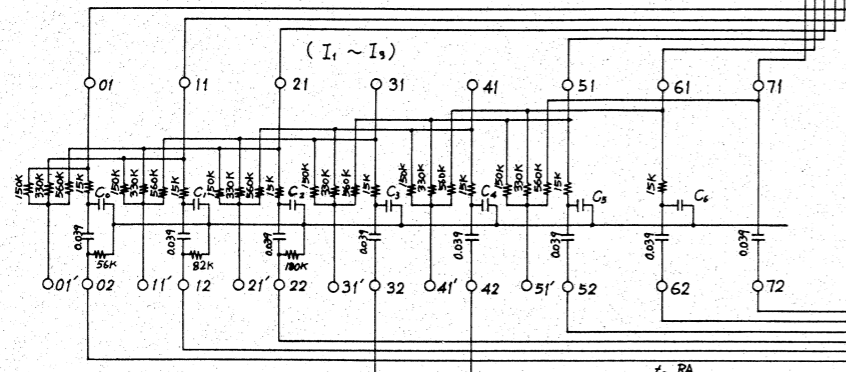 ( I₁ ~ I₃ )
01 11 21 31 41 51 61 71
150K 330K 560K 15K 150K 330K 560K 15K 150K 330K 560K 15K 150K 330K 560K 15K 150K 330K 560K 15K 150K 330K 560K 15K 15K
C₀ C₁ C₂ C₃ C₄ C₅ C₆
0.039 0.039 0.039 0.039 0.039 0.039 0.039 0.039
56K 82K 180K
01' 02 11' 12 21' 22 31' 32 41' 42 51' 52 62 72
RA